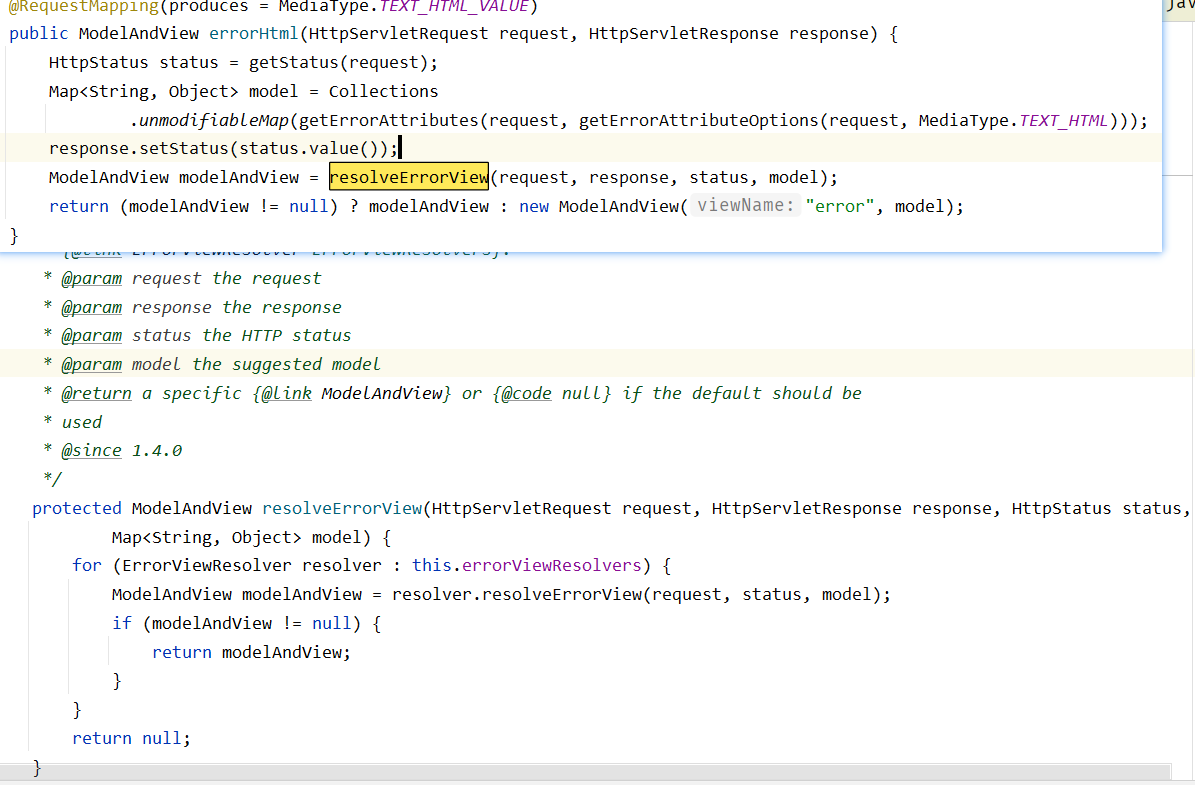 @RequestMapping(produces = MediaType.TEXT_HTML_VALUE)
public ModelAndView errorHtml(HttpServletRequest request, HttpServletResponse response) {
    HttpStatus status = getStatus(request);
    Map<String, Object> model = Collections
            .unmodifiableMap(getErrorAttributes(request, getErrorAttributeOptions(request, MediaType.TEXT_HTML)));
    response.setStatus(status.value());
    ModelAndView modelAndView = resolveErrorView(request, response, status, model);
    return (modelAndView != null) ? modelAndView : new ModelAndView( viewName: "error", model);
}
* @param request the request
* @param response the response
* @param status the HTTP status
* @param model the suggested model
* @return a specific {@link ModelAndView} or {@code null} if the default should be
* used
* @since 1.4.0
*/
protected ModelAndView resolveErrorView(HttpServletRequest request, HttpServletResponse response, HttpStatus status,
        Map<String, Object> model) {
    for (ErrorViewResolver resolver : this.errorViewResolvers) {
        ModelAndView modelAndView = resolver.resolveErrorView(request, status, model);
        if (modelAndView != null) {
            return modelAndView;
        }
    }
    return null;
}